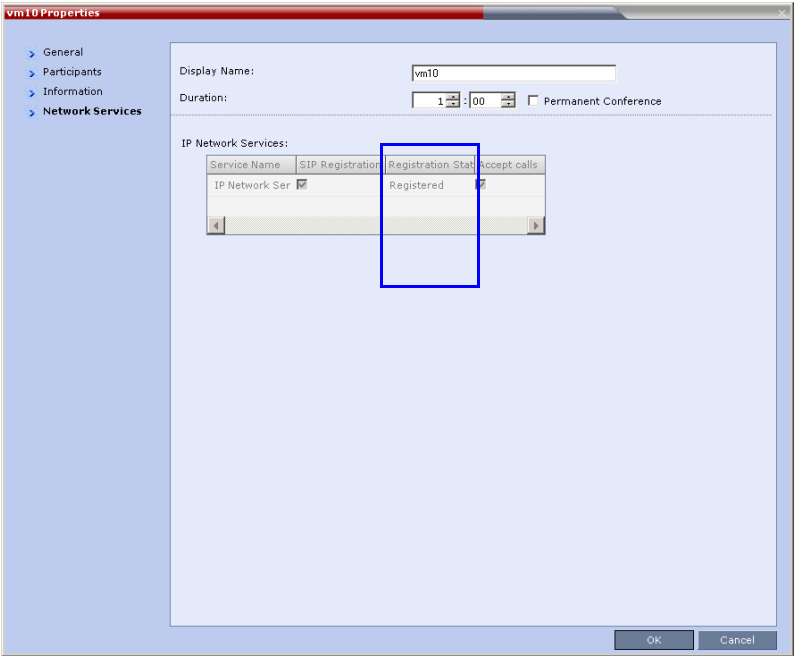 vm10 Properties
General
Participants
Information
Network Services
Display Name: vm10
Duration: 1 : 00 Permanent Conference
IP Network Services:
Service Name SIP Registration Registration Stat Accept calls
IP Network Ser Registered
OK Cancel